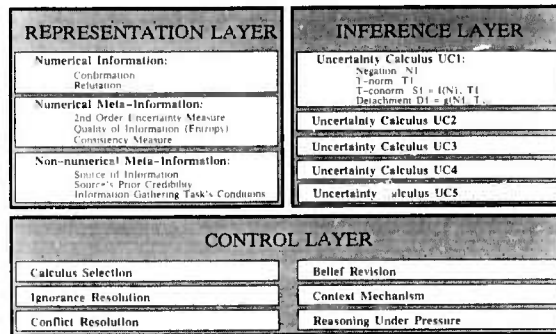 REPRESENTATION LAYER
Numerical Information:
Confirmation
Refutation
Numerical Meta-Information:
2nd Order Uncertainty Measure
Quality of Information (Entropy)
Consistency Measure
Non-numerical Meta-Information:
Source of Information
Source's Prior Credibility
Information Gathering Task's Conditions
INFERENCE LAYER
Uncertainty Calculus UC1:
Negation N1
T-norm T1
T-conorm S1 = f(N1, T1
Detachment D1 = g(N1, T
Uncertainty Calculus UC2
Uncertainty Calculus UC3
Uncertainty Calculus UC4
Uncertainty Calculus UC5
CONTROL LAYER
Calculus Selection
Ignorance Resolution
Conflict Resolution
Belief Revision
Context Mechanism
Reasoning Under Pressure